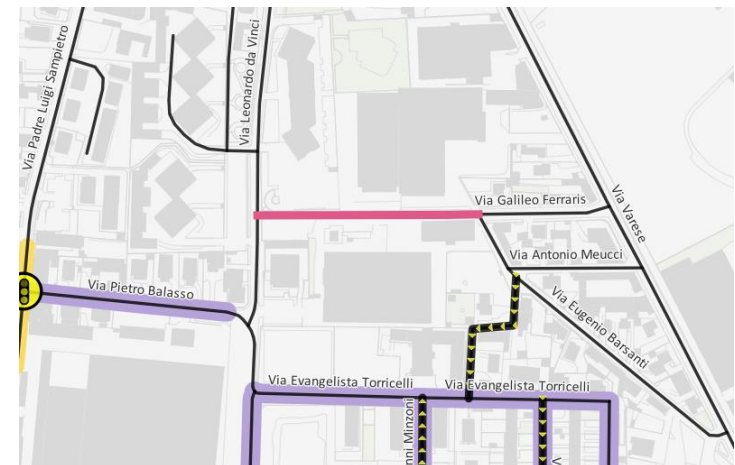 Via Padre Luigi Sampietro
Via Leonardo da Vinci
Via Galileo Ferraris
Via Varese
Via Antonio Meucci
Via Pietro Balasso
Via Eugenio Barsanti
Via Evangelista Torricelli
Via Evangelista Torricelli
nni Minzoni
V